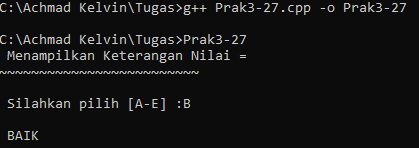 C:\Achmad Kelvin\Tugas>g++ Prak3-27.cpp -o Prak3-27
C:\Achmad Kelvin\Tugas>Prak3-27
Menampilkan Keterangan Nilai =
~~~~~~~~~~~~~~~~~~~~~~~~~
Silahkan pilih [A-E] :B
BAIK